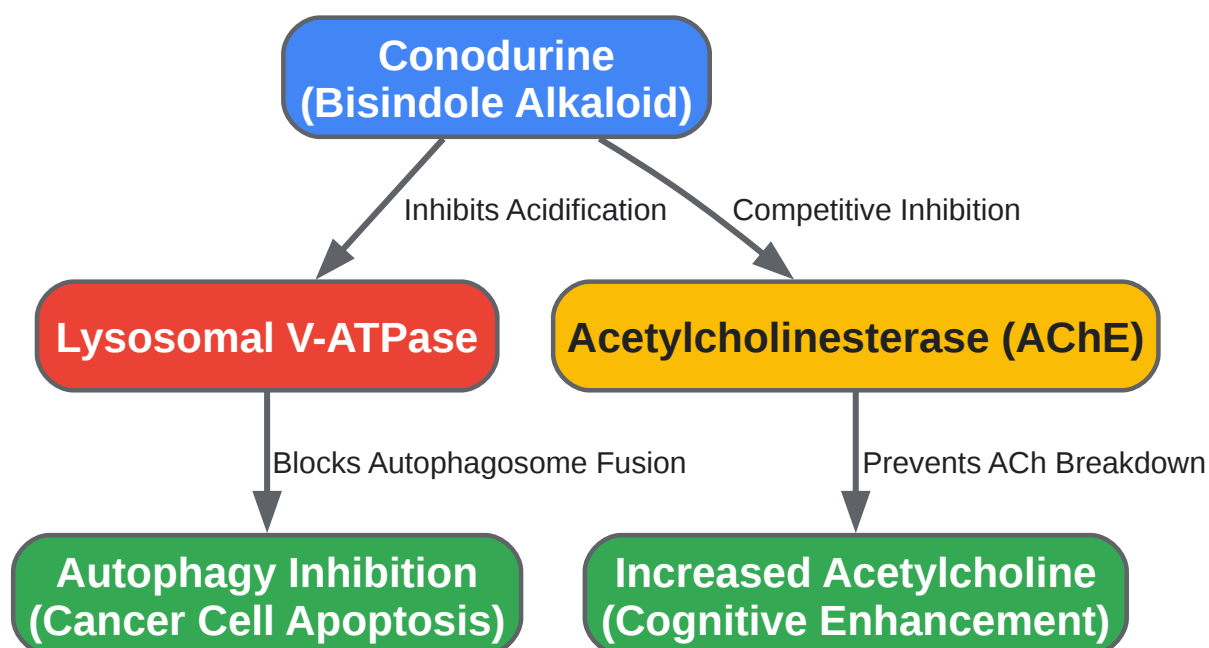 Conodurine
(Bisindole Alkaloid)
Inhibits Acidification
Competitive Inhibition
Lysosomal V-ATPase
Acetylcholinesterase (AChE)
Blocks Autophagosome Fusion
Prevents ACh Breakdown
Autophagy Inhibition
(Cancer Cell Apoptosis)
Increased Acetylcholine
(Cognitive Enhancement)